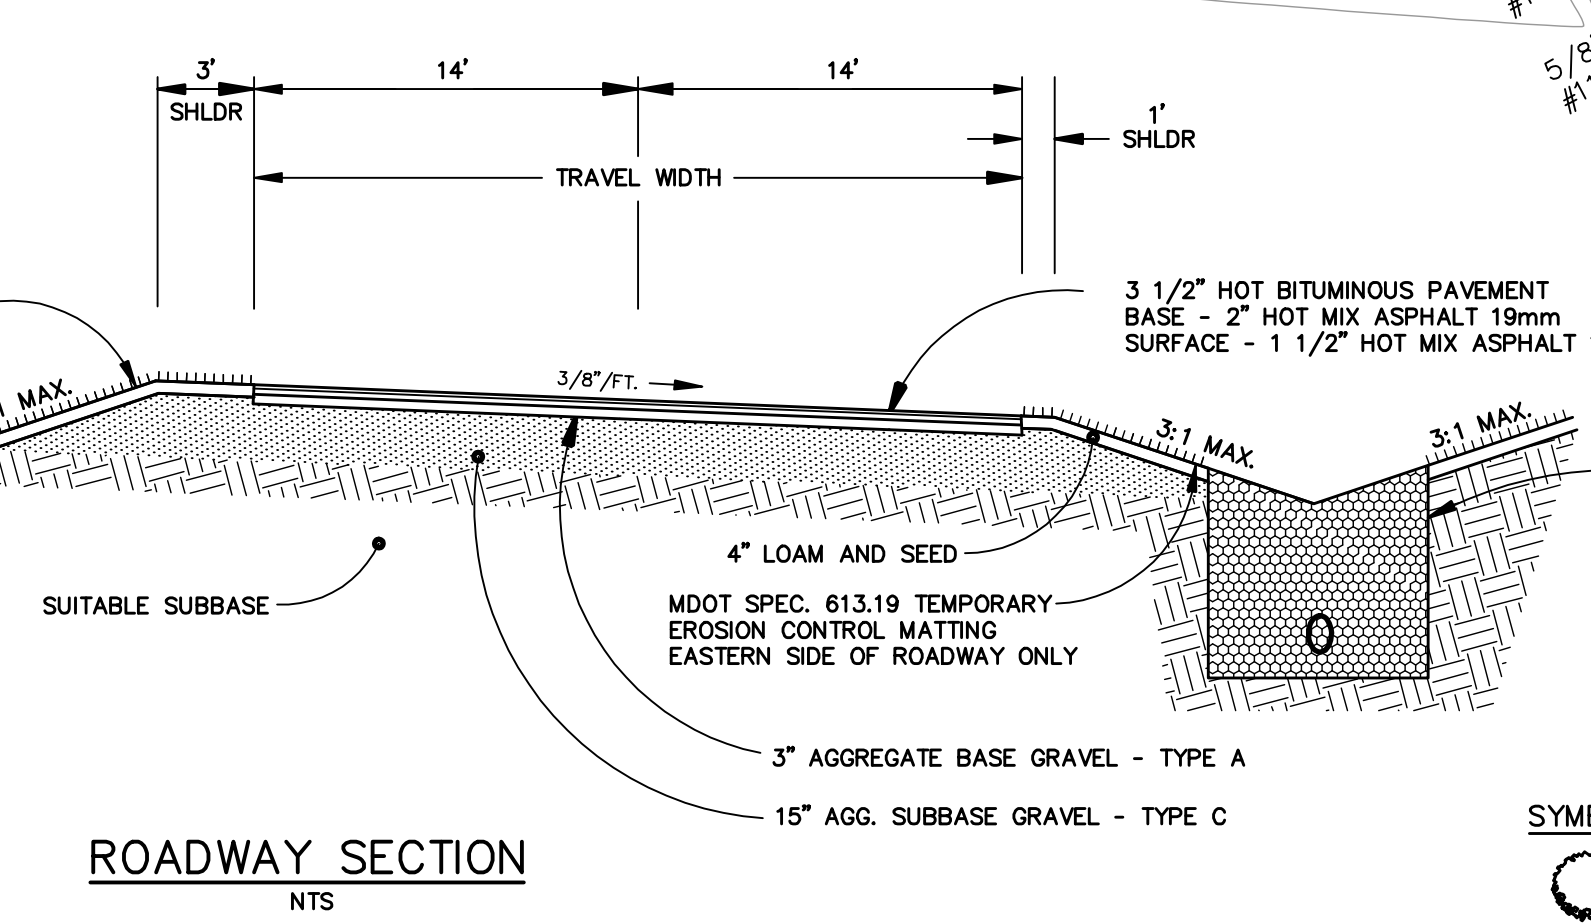 3' 14' 14'
SHLDR
1'
SHLDR
TRAVEL WIDTH
5/8"
3 1/2" HOT BITUMINOUS PAVEMENT
BASE - 2" HOT MIX ASPHALT 19mm
SURFACE - 1 1/2" HOT MIX ASPHALT
3/8"/FT.
MAX.
3:1 MAX.
3:1 MAX.
4" LOAM AND SEED
SUITABLE SUBBASE
MDOT SPEC. 613.19 TEMPORARY
EROSION CONTROL MATTING
EASTERN SIDE OF ROADWAY ONLY
3" AGGREGATE BASE GRAVEL - TYPE A
15" AGG. SUBBASE GRAVEL - TYPE C
ROADWAY SECTION
NTS